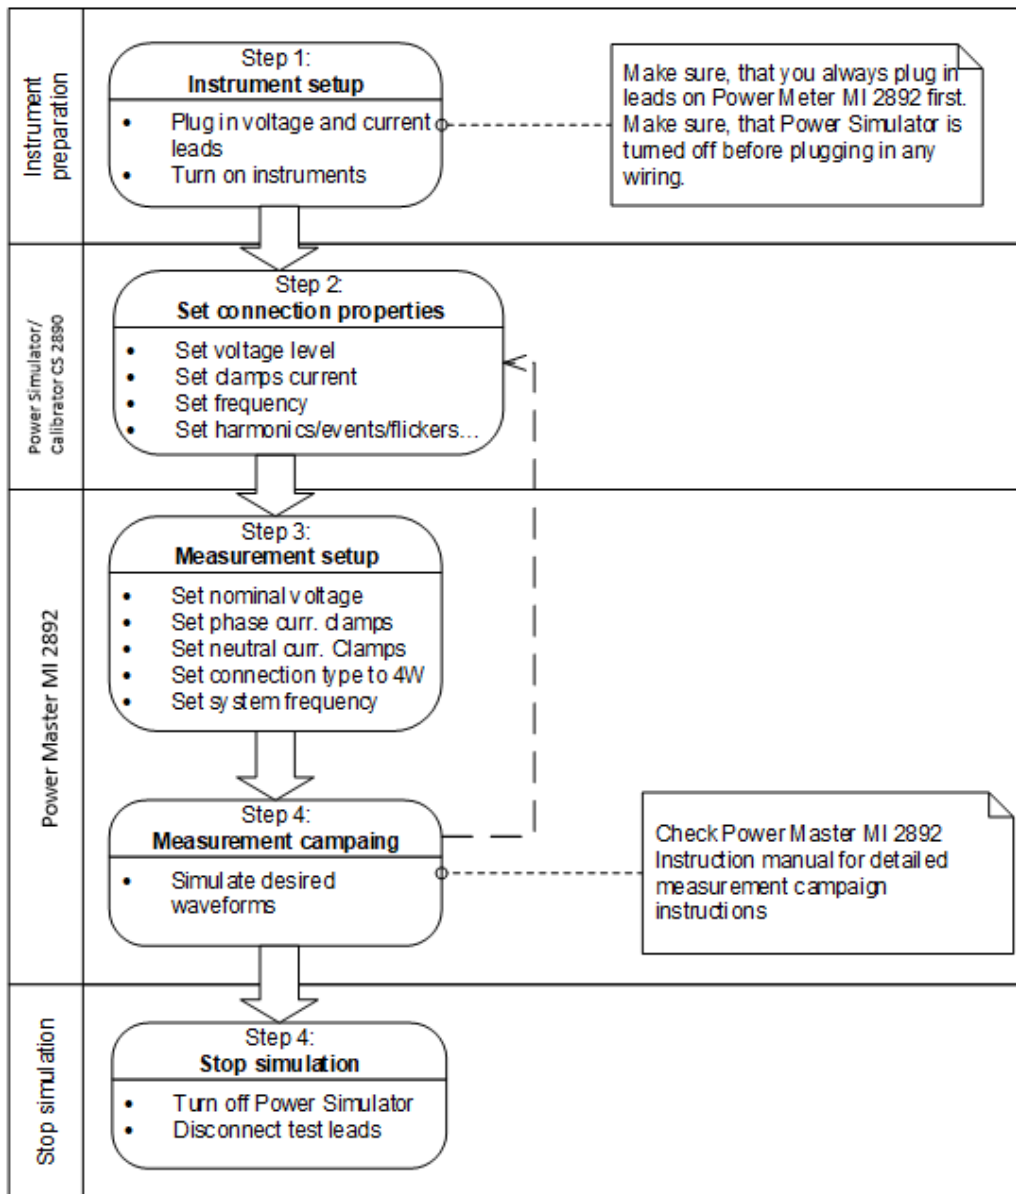 Instrument
preparation
Step 1:
Instrument setup
• Plug in voltage and current
leads
• Turn on instruments
Make sure, that you always plug in
leads on Power Meter MI 2892 first.
Make sure, that Power Simulator is
turned off before plugging in any
wiring.
Power Simulator/
Calibrator CS 2890
Step 2:
Set connection properties
• Set voltage level
• Set clamps current
• Set frequency
• Set harmonics/events/flickers...
Power Master MI 2892
Step 3:
Measurement setup
• Set nominal voltage
• Set phase curr. clamps
• Set neutral curr. Clamps
• Set connection type to 4W
• Set system frequency
Step 4:
Measurement campaing
• Simulate desired
waveforms
Check Power Master MI 2892
Instruction manual for detailed
measurement campaign
instructions
Stop simulation
Step 4:
Stop simulation
• Turn off Power Simulator
• Disconnect test leads